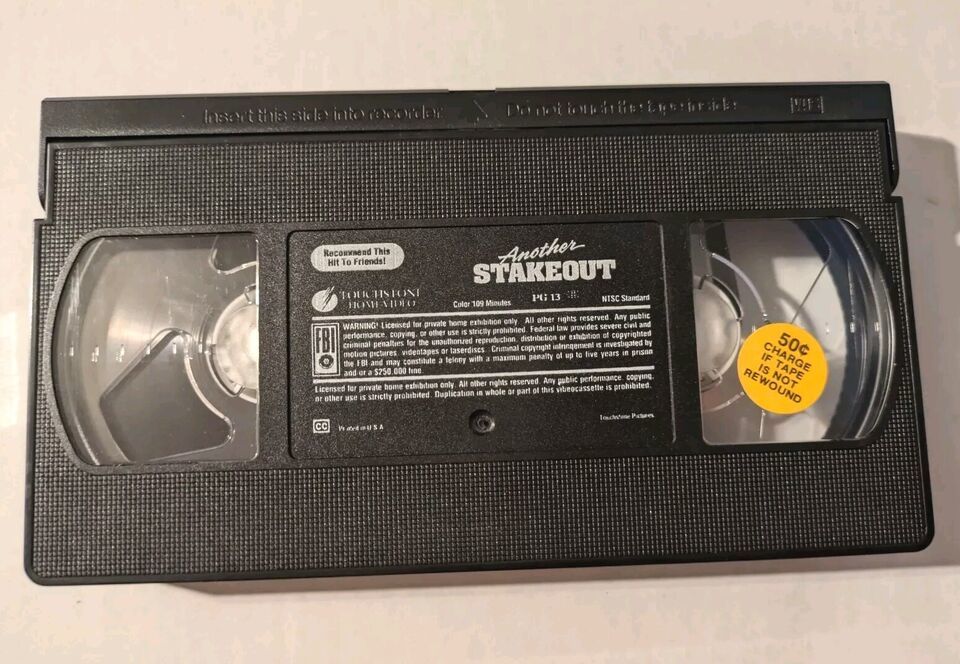 Insert this side into recorder
Do not touch the tape inside
VHS
Recommend This
Hit To Friends!
Another
STAKEOUT
TOUCHSTONE
HOME VIDEO
Color 109 Minutes
PG 13
NTSC Standard
FBI
WARNING: Licensed for private home exhibition only. All other rights reserved. Any public
performance, copying, or other use is strictly prohibited. Federal law provides severe civil and
criminal penalties for the unauthorized reproduction, distribution or exhibition of copyrighted
motion pictures, videotapes or laserdiscs. Criminal copyright infringement is investigated by
the FBI and may constitute a felony with a maximum penalty of up to five years in prison
and or a $250,000 fine.
Licensed for private home exhibition only. All other rights reserved. Any public performance, copying,
or other use is strictly prohibited. Duplication in whole or part of this videocassette is prohibited.
CC
Printed in U S A
Touchstone Pictures
50¢
CHARGE
IF TAPE
IS NOT
REWOUND